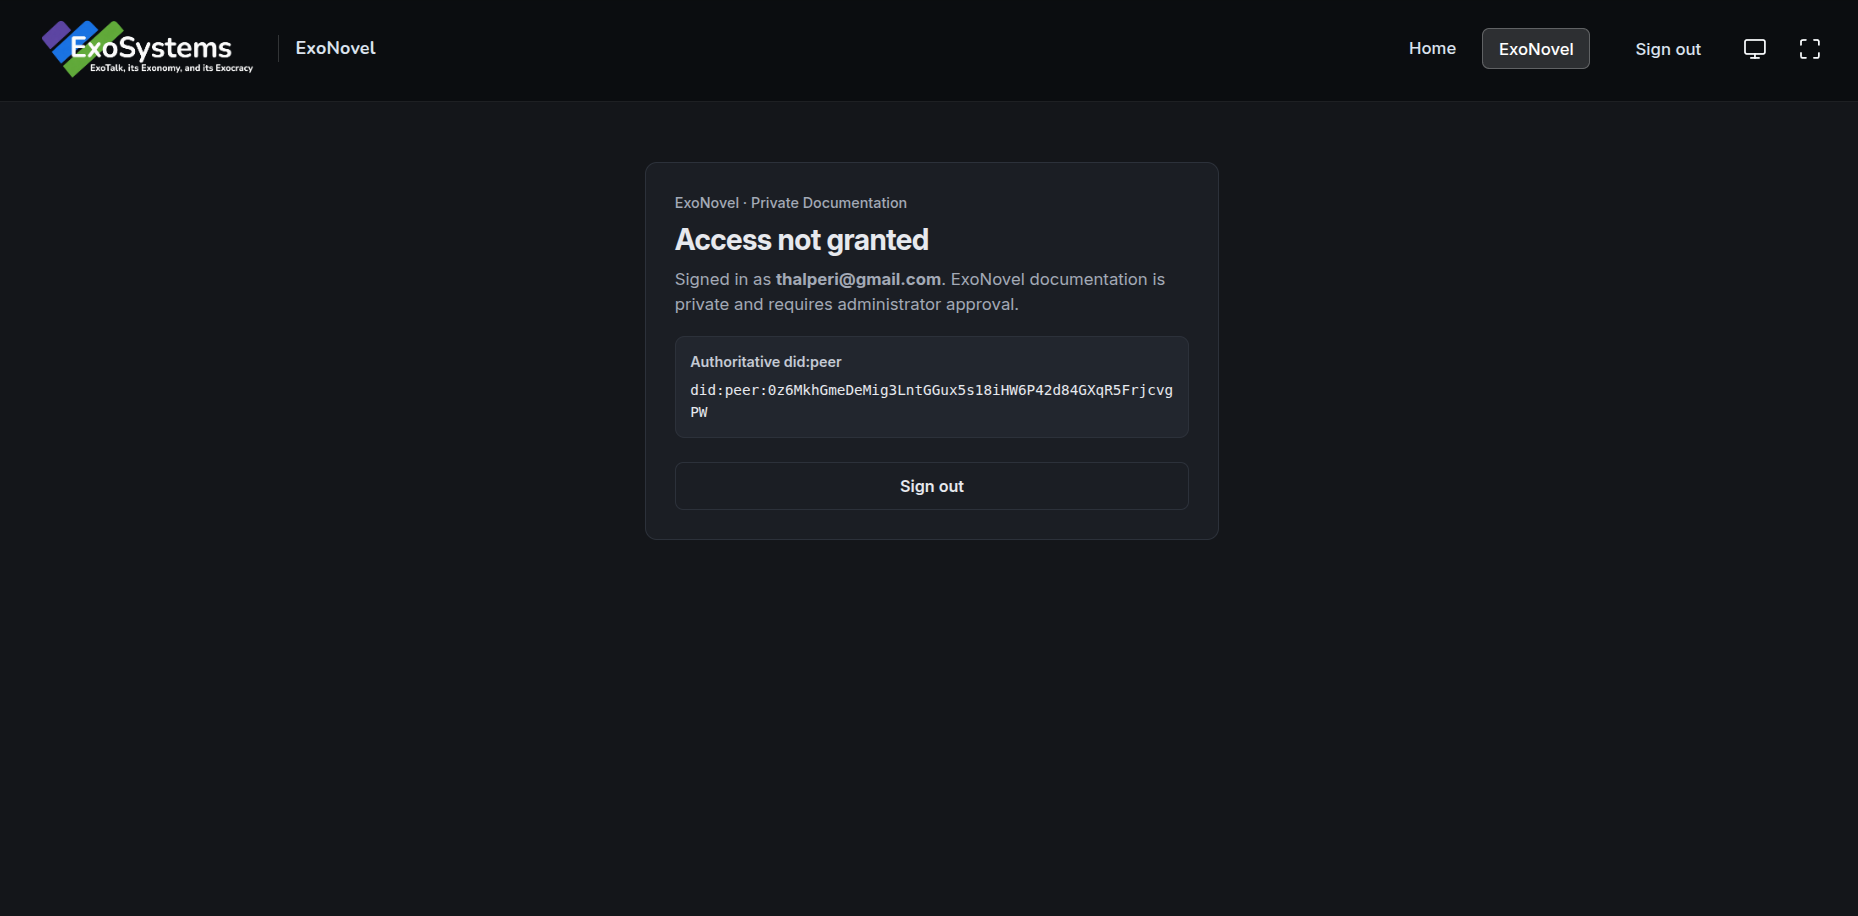 ExoSystems
ExoTalk, its Exonomy, and its Exocracy
ExoNovel
Home
ExoNovel
Sign out
ExoNovel · Private Documentation
Access not granted
Signed in as thalperi@gmail.com. ExoNovel documentation is
private and requires administrator approval.
Authoritative did:peer
did:peer:0z6MkhGmeDeMig3LntGGux5s18iHW6P42d84GXqR5Frjcvg
PW
Sign out